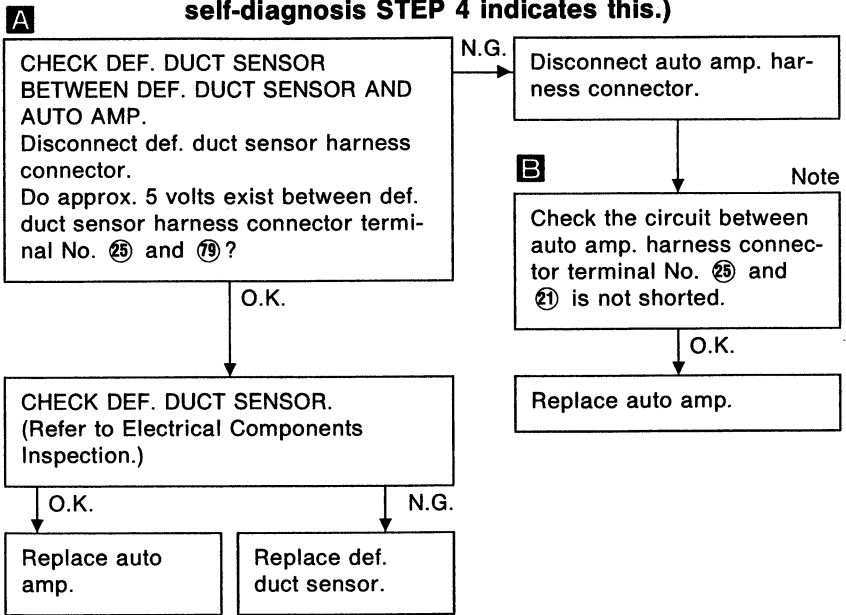 self-diagnosis STEP 4 indicates this.)
A
CHECK DEF. DUCT SENSOR
BETWEEN DEF. DUCT SENSOR AND
AUTO AMP.
Disconnect def. duct sensor harness
connector.
Do approx. 5 volts exist between def.
duct sensor harness connector termi-
nal No. ㉕ and 79?
N.G.
Disconnect auto amp. har-
ness connector.
B
Note
Check the circuit between
auto amp. harness connec-
tor terminal No. ㉕ and
㉑ is not shorted.
O.K.
Replace auto amp.
O.K.
CHECK DEF. DUCT SENSOR.
(Refer to Electrical Components
Inspection.)
O.K.
N.G.
Replace auto
amp.
Replace def.
duct sensor.